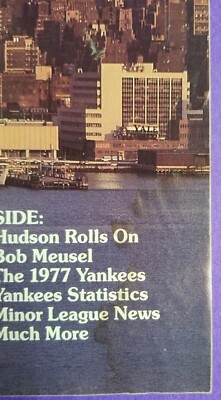 SIDE:
Hudson Rolls On
Bob Meusel
The 1977 Yankees
Yankees Statistics
Minor League News
Much More